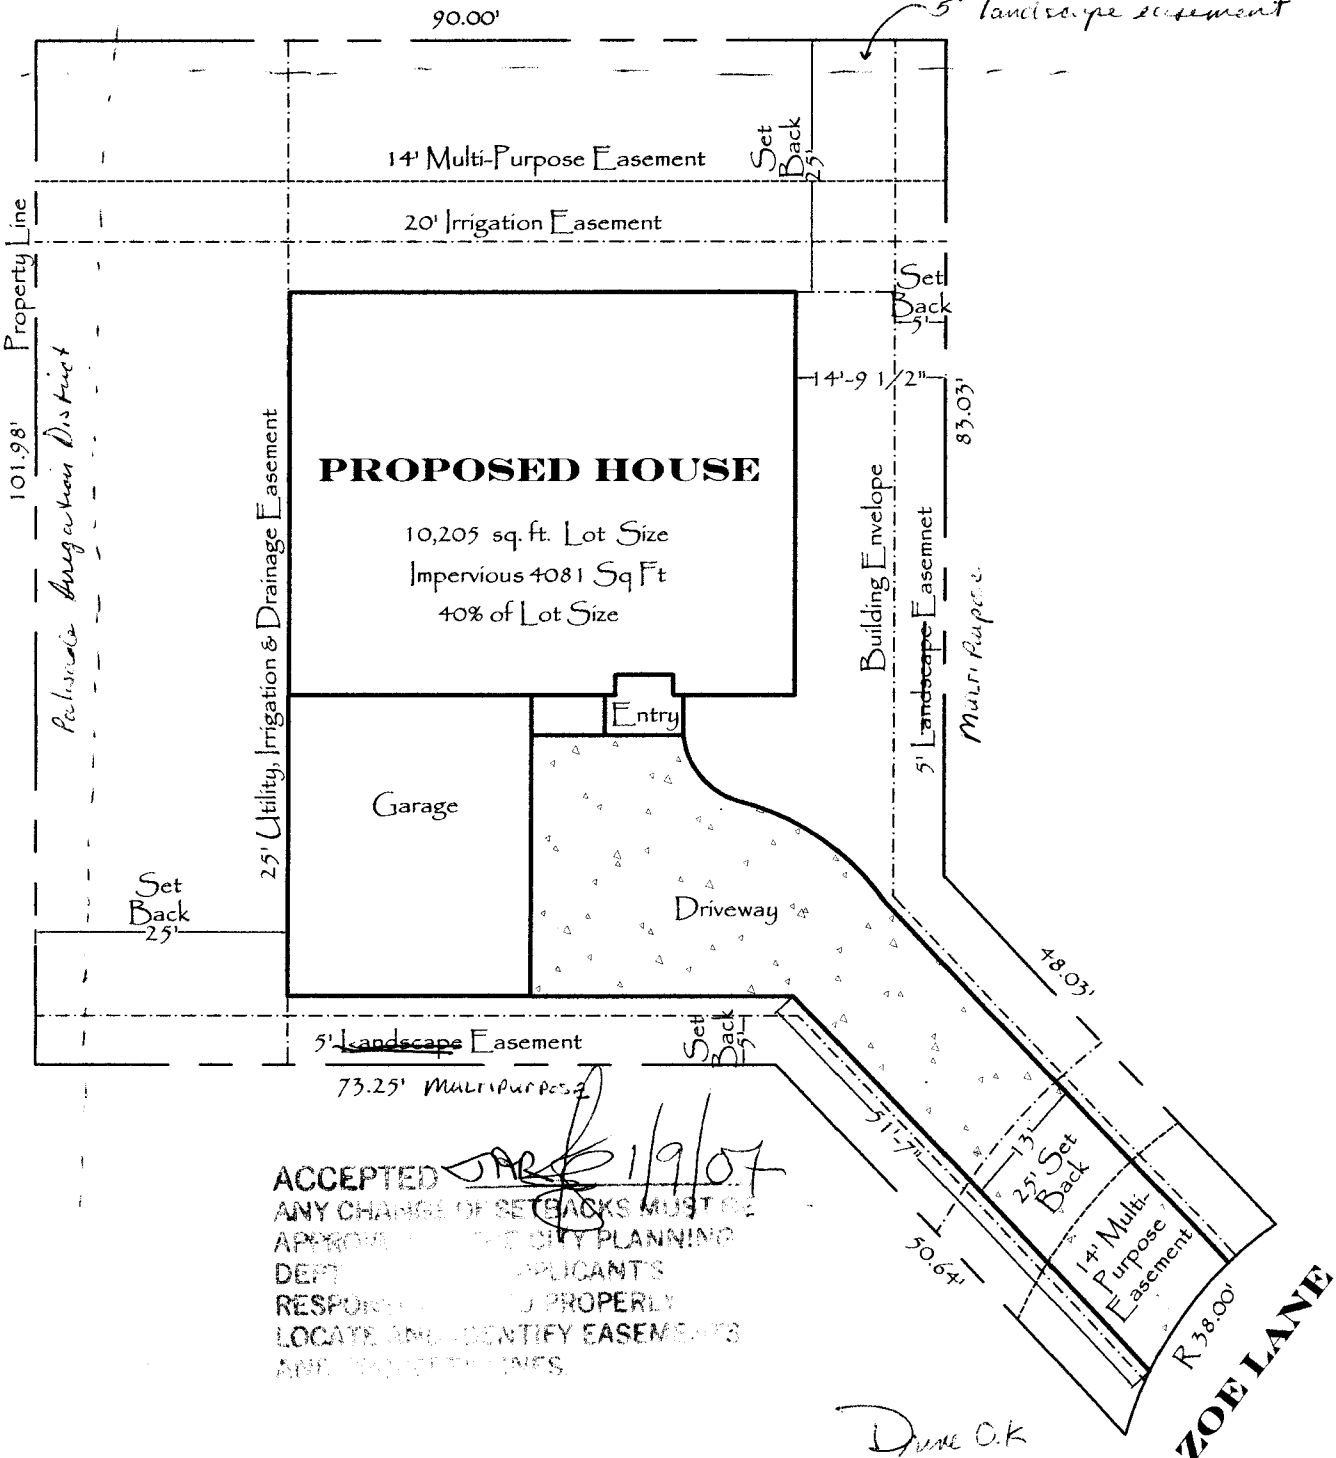 90.00'
5' landscape easement
Set
Back
25'
14' Multi-Purpose Easement
20' Irrigation Easement
Property Line
101.98'
Palisade Irrigation District
Set
Back
5'
14'-9 1/2"
83.03'
PROPOSED HOUSE
10,205 sq. ft. Lot Size
Impervious 4081 Sq Ft
40% of Lot Size
25' Utility, Irrigation & Drainage Easement
Building Envelope
5' Landscape Easemnet
Multi Purpose
Entry
Garage
Driveway
Set
Back
25'
48.03'
5' Landscape Easement
Set
Back
5'
73.25' MULTIPURPOSE
51'-7"
13'
25' Set
Back
14' Multi-
Purpose
Easement
50.64'
R 38.00'
ZOE LANE
ACCEPTED 1/9/07
ANY CHANGE OF SETBACKS MUST BE
CITY PLANNING
DEPT
PROPERLY
LOCATE AND IDENTIFY EASEMENTS
AND
Drive O.K